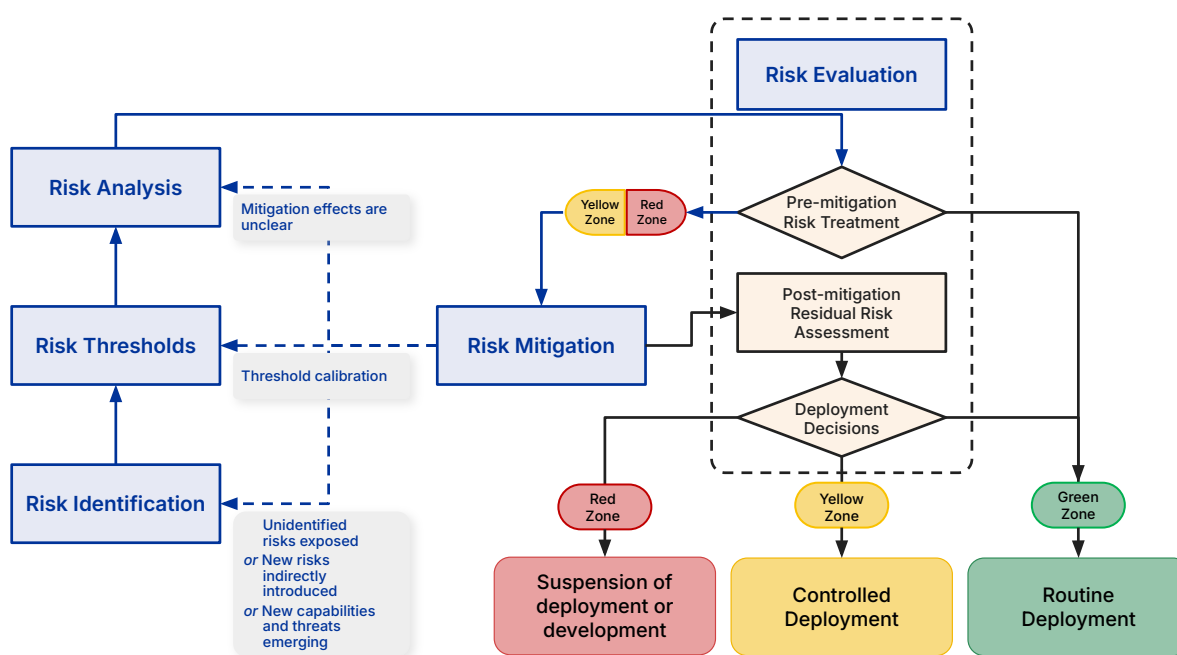 Risk Evaluation
Risk Analysis
Mitigation effects are
unclear
Yellow
Zone
Red
Zone
Pre-mitigation
Risk Treatment
Post-mitigation
Residual Risk
Assessment
Risk Thresholds
Risk Mitigation
Threshold calibration
Deployment
Decisions
Risk Identification
Unidentified
risks exposed
or New risks
indirectly
introduced
or New capabilities
and threats
emerging
Red
Zone
Yellow
Zone
Green
Zone
Suspension of
deployment or
development
Controlled
Deployment
Routine
Deployment